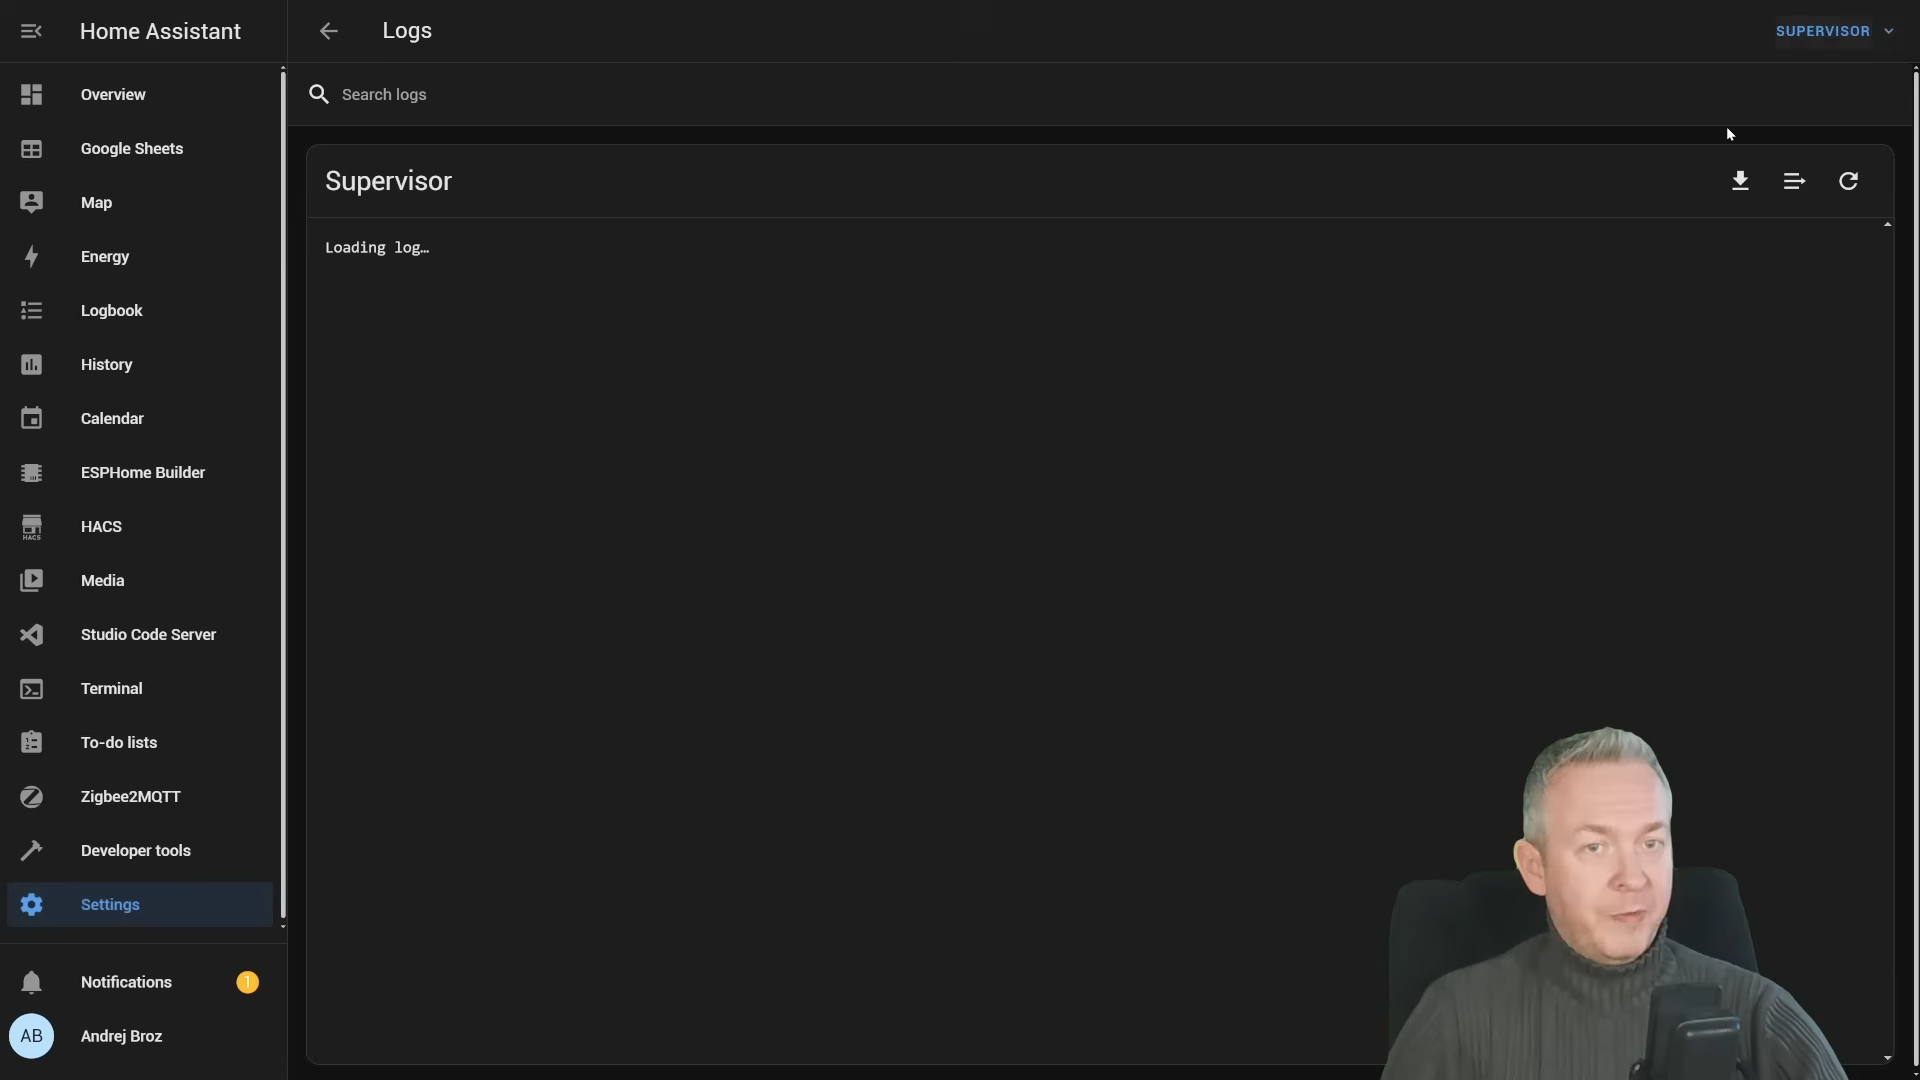 Home Assistant
Logs
SUPERVISOR
Overview
Search logs
Google Sheets
Supervisor
Map
Loading log…
Energy
Logbook
History
Calendar
ESPHome Builder
HACS
HACS
Media
Studio Code Server
Terminal
To-do lists
Zigbee2MQTT
Developer tools
Settings
Notifications
1
AB
Andrej Broz